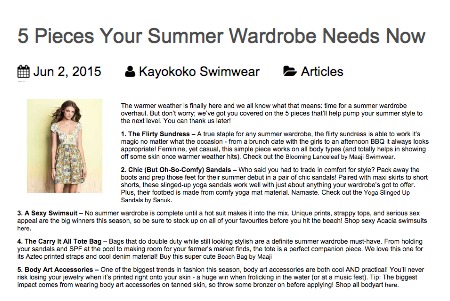 5 Pieces Your Summer Wardrobe Needs Now
Jun 2, 2015 Kayokoko Swimwear Articles
The warmer weather is finally here and we all know what that means: time for a summer wardrobe
overhaul. But don't worry; we've got you covered on the 5 pieces that'll help pump your summer style to
the next level. You can thank us later!
1. The Flirty Sundress – A true staple for any summer wardrobe, the flirty sundress is able to work it's
magic no matter what the occasion - from a brunch date with the girls to an afternoon BBQ it always looks
appropriate! Feminine, yet casual, this simple piece works on all body types (and totally helps in showing
off some skin once warmer weather hits). Check out the Blooming Lanceleaf by Maaji Swimwear.
2. Chic (But Oh-So-Comfy) Sandals – Who said you had to trade in comfort for style? Pack away the
boots and prep those feet for their summer debut in a pair of chic sandals! Paired with maxi skirts to short
shorts, these slinged-up yoga sandals work well with just about anything your wardrobe's got to offer.
Plus, their footbed is made from comfy yoga mat material. Namaste. Check out the Yoga Slinged Up
Sandals by Sanuk.
3. A Sexy Swimsuit – No summer wardrobe is complete until a hot suit makes it into the mix. Unique prints, strappy tops, and serious sex
appeal are the big winners this season, so be sure to stock up on all of your favourites before you hit the beach! Shop sexy Acacia swimsuits
here.
4. The Carry It All Tote Bag – Bags that do double duty while still looking stylish are a definite summer wardrobe must-have. From holding
your sandals and SPF at the pool to making room for your farmer's market finds, the tote is a perfect companion piece. We love this one for
its Aztec printed straps and cool denim material! Buy this super cute Beach Bag by Maaji
5. Body Art Accessories – One of the biggest trends in fashion this season, body art accessories are both cool AND practical! You'll never
risk losing your jewelry when it's printed right onto your skin - a huge win when frolicking in the water (or at a music feest). Tip: The biggest
impact comes from wearing body art accessories on tanned skin, so throw some bronzer on before applying! Shop all bodyart here.